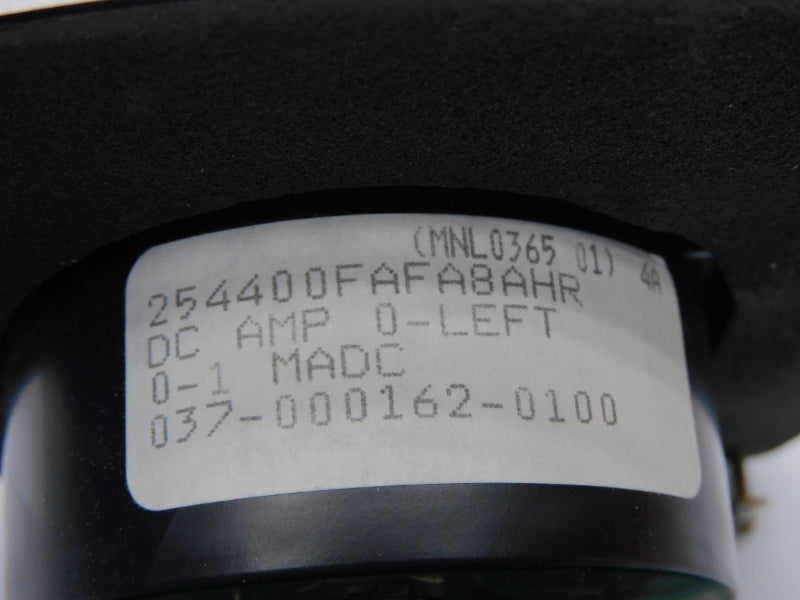 (MNL0365 01) 4A
254400FAFA8AHR
DC AMP 0-LEFT
0-1 MADC
037-000162-0100